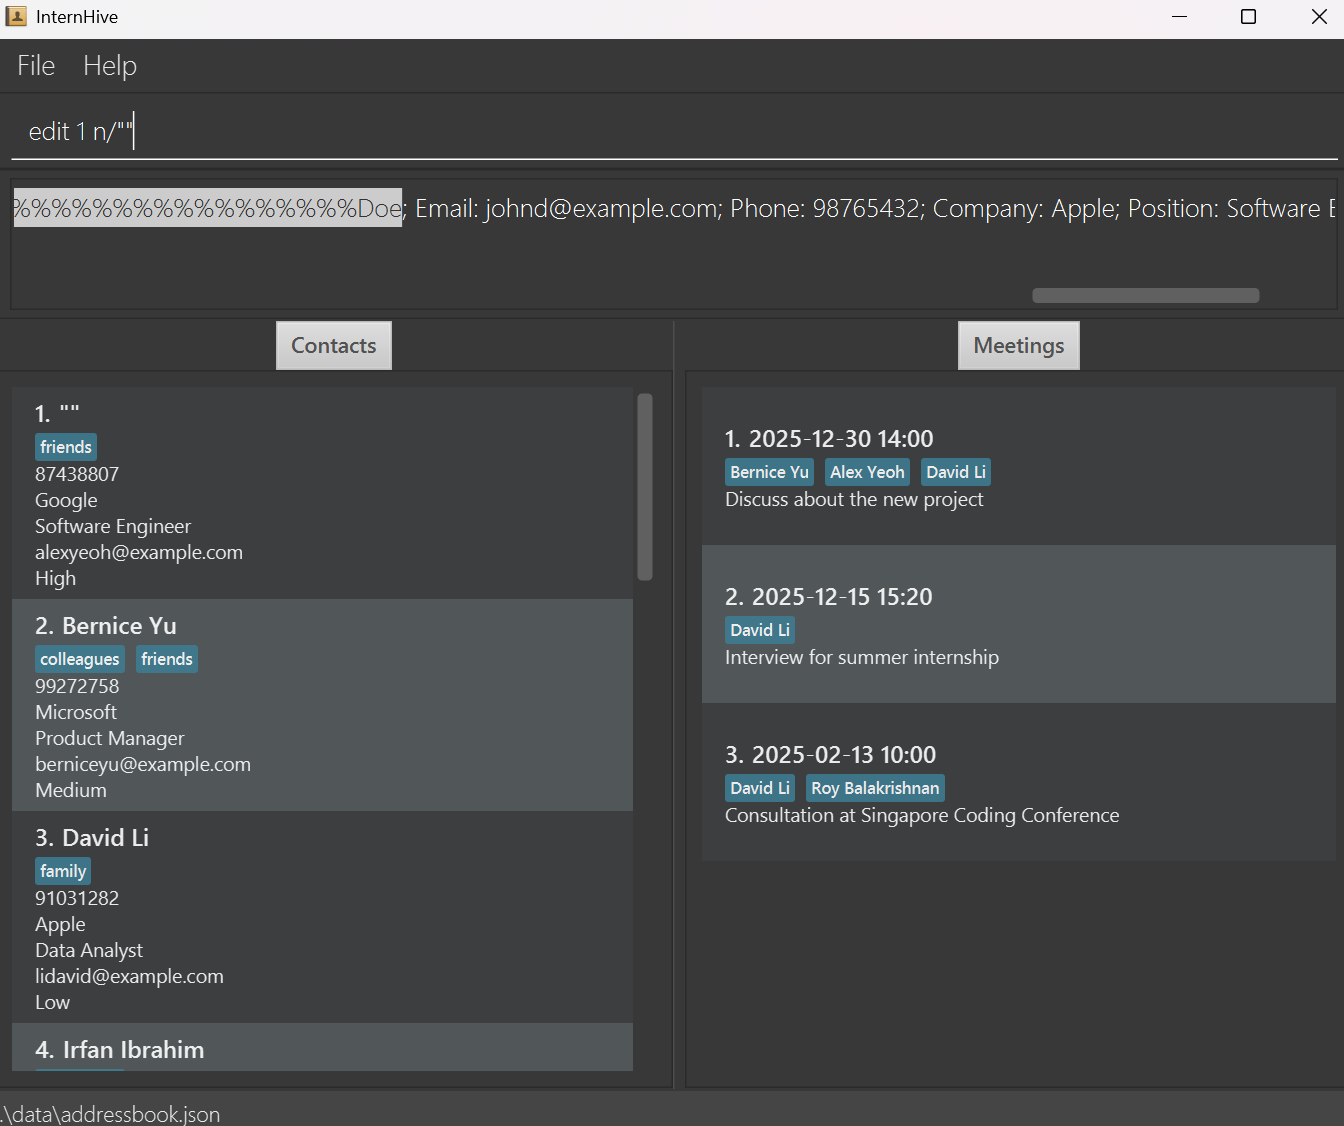 InternHive
File Help
edit 1 n/""
%%%%%%%%%%%%%%%%%Doe; Email: johnd@example.com; Phone: 98765432; Company: Apple; Position: Software E
Contacts
1. ""
friends
87438807
Google
Software Engineer
alexyeoh@example.com
High
2. Bernice Yu
colleagues friends
99272758
Microsoft
Product Manager
berniceyu@example.com
Medium
3. David Li
family
91031282
Apple
Data Analyst
lidavid@example.com
Low
4. Irfan Ibrahim
Meetings
1. 2025-12-30 14:00
Bernice Yu Alex Yeoh David Li
Discuss about the new project
2. 2025-12-15 15:20
David Li
Interview for summer internship
3. 2025-02-13 10:00
David Li Roy Balakrishnan
Consultation at Singapore Coding Conference
.\data\addressbook.json